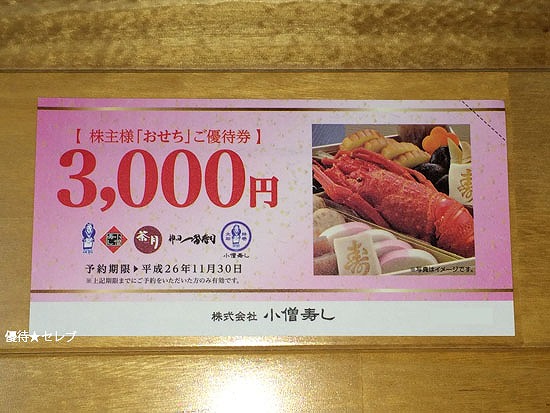 【 株主様「おせち」ご優待券 】
3,000円
茶月
小僧寿し
予約期限▶平成26年11月30日
※上記期限までにご予約をいただいた方のみ有効です。
寿
寿
※写真はイメージです。
株式会社 小僧寿し
優待★セレブ